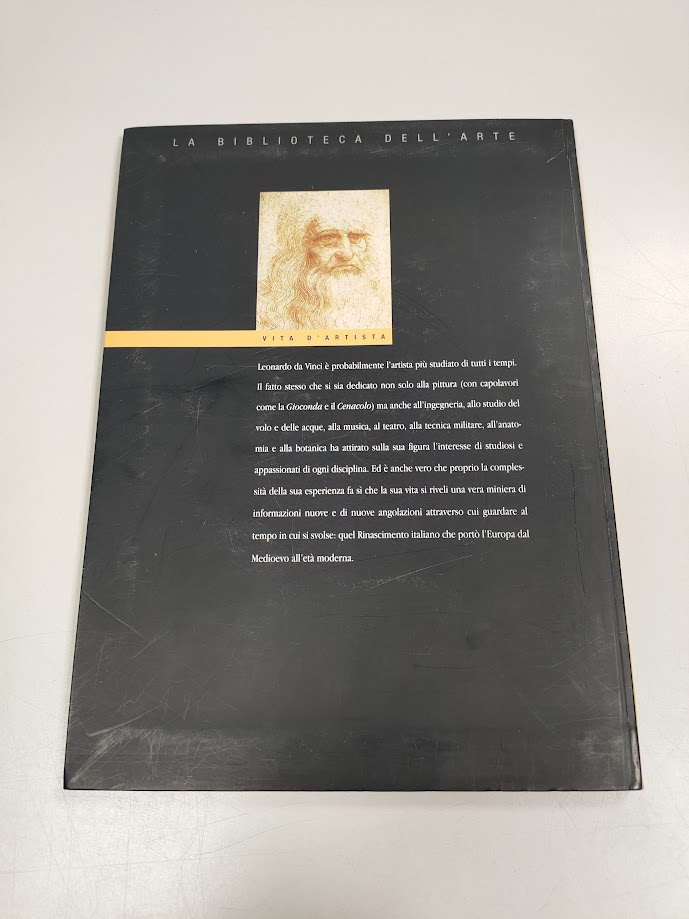 LA BIBLIOTECA DELL'ARTE
VITA D'ARTISTA
Leonardo da Vinci è probabilmente l'artista più studiato di tutti i tempi.
Il fatto stesso che si sia dedicato non solo alla pittura (con capolavori
come la Gioconda e il Cenacolo) ma anche all'ingegneria, allo studio del
volo e delle acque, alla musica, al teatro, alla tecnica militare, all'anato-
mia e alla botanica ha attirato sulla sua figura l'interesse di studiosi e
appassionati di ogni disciplina. Ed è anche vero che proprio la comples-
sità della sua esperienza fa sì che la sua vita si riveli una vera miniera di
informazioni nuove e di nuove angolazioni attraverso cui guardare al
tempo in cui si svolse: quel Rinascimento italiano che portò l'Europa dal
Medioevo all'età moderna.